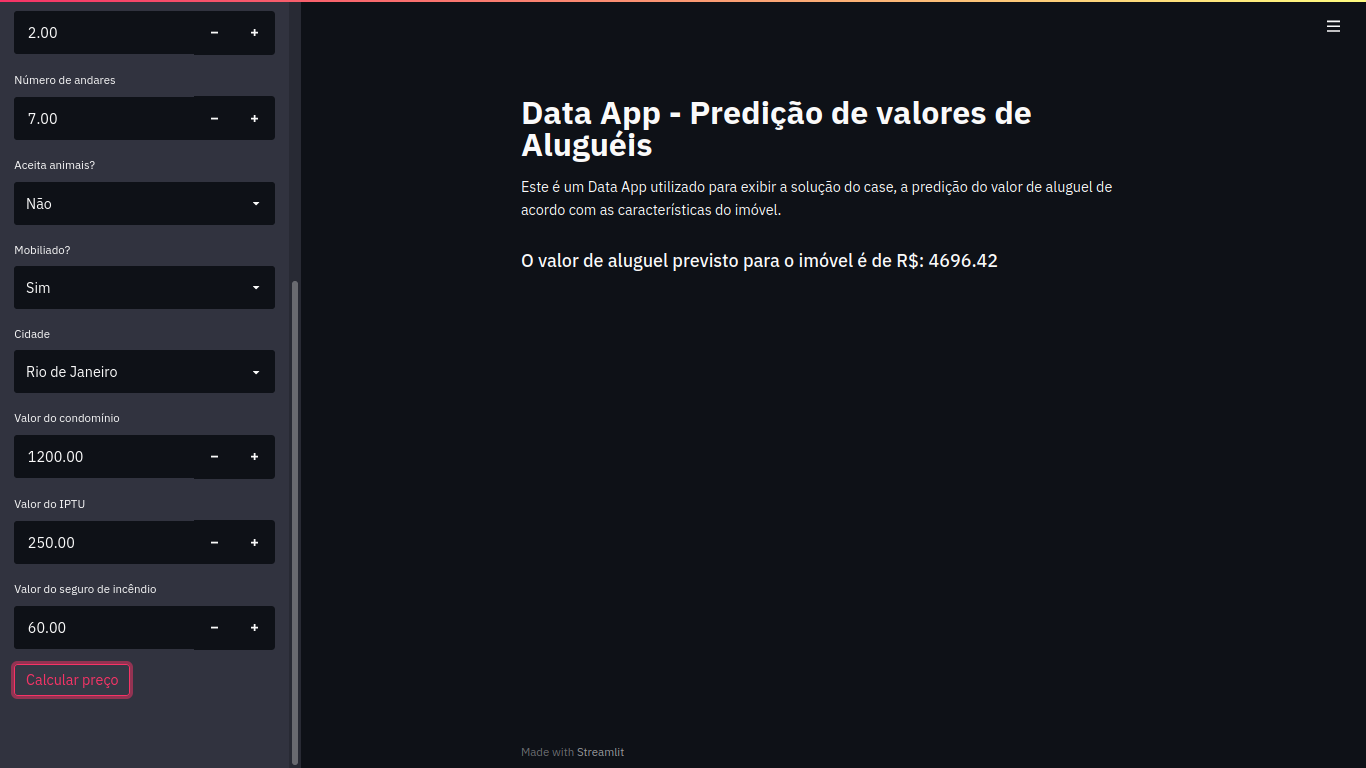 2.00
Número de andares
7.00
Aceita animais?
Não
Mobiliado?
Sim
Cidade
Rio de Janeiro
Valor do condomínio
1200.00
Valor do IPTU
250.00
Valor do seguro de incêndio
60.00
Calcular preço
Data App - Predição de valores de
Aluguéis
Este é um Data App utilizado para exibir a solução do case, a predição do valor de aluguel de
acordo com as características do imóvel.
O valor de aluguel previsto para o imóvel é de R$: 4696.42
Made with Streamlit